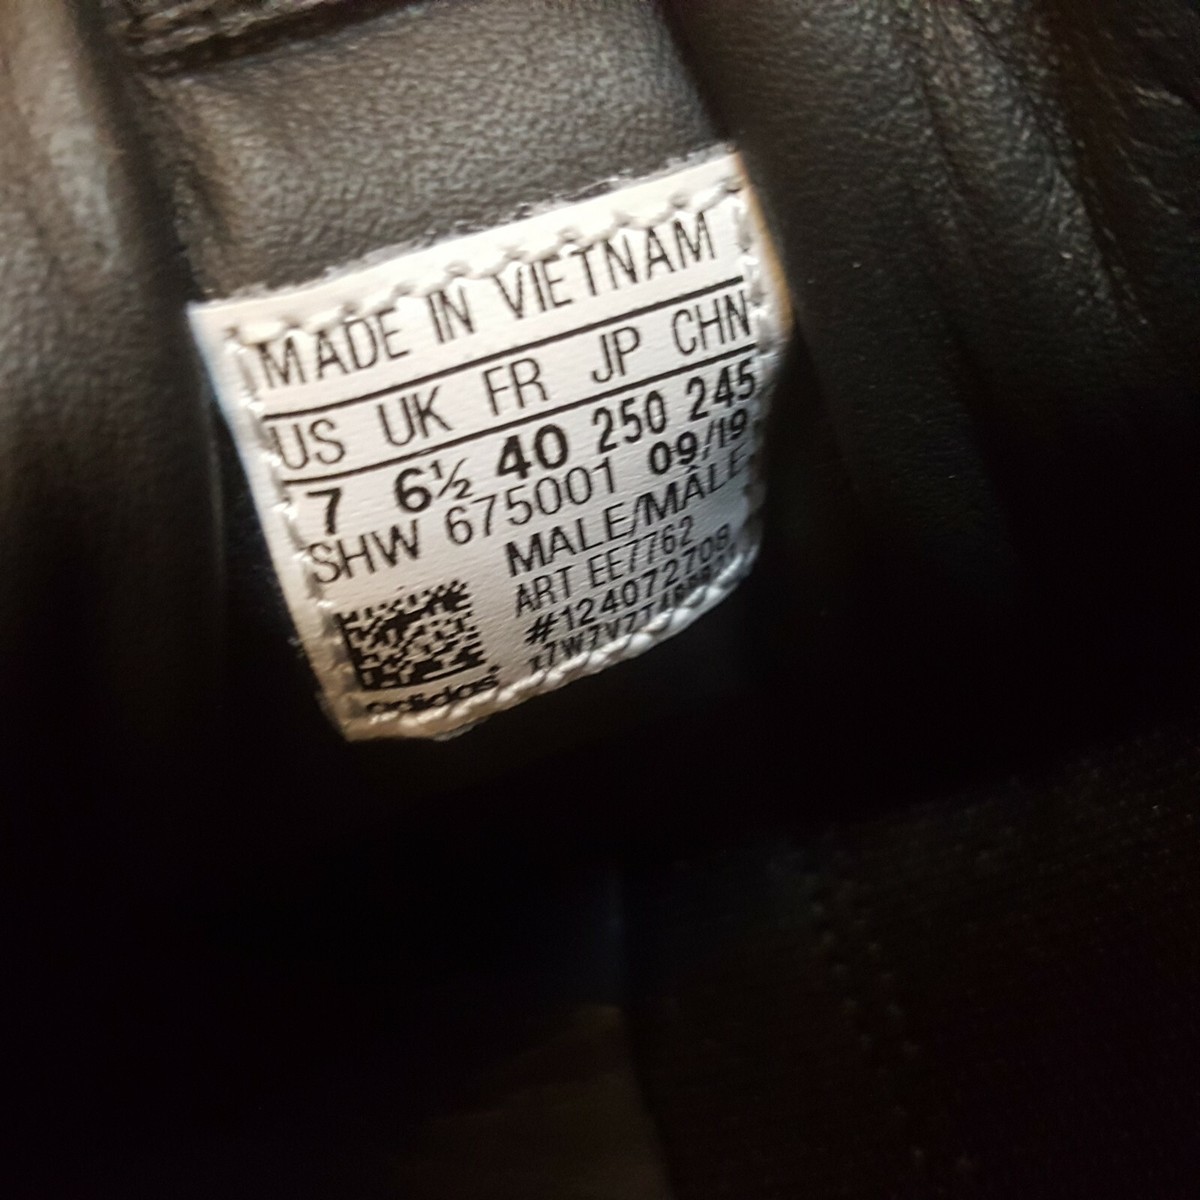 MADE IN VIETNAM
US UK FR JP CHN
7 6½ 40 250 245
SHW 675001 09/19
MALE/MÂLE
ART EE7762
#124072708
adidas